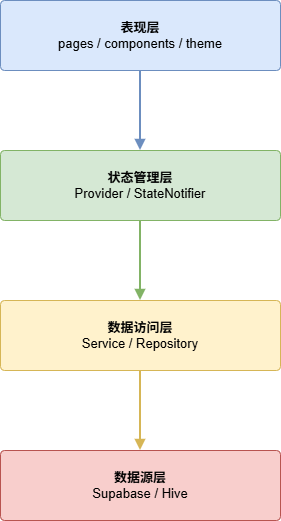 表现层
pages / components / theme
状态管理层
Provider / StateNotifier
数据访问层
Service / Repository
数据源层
Supabase / Hive